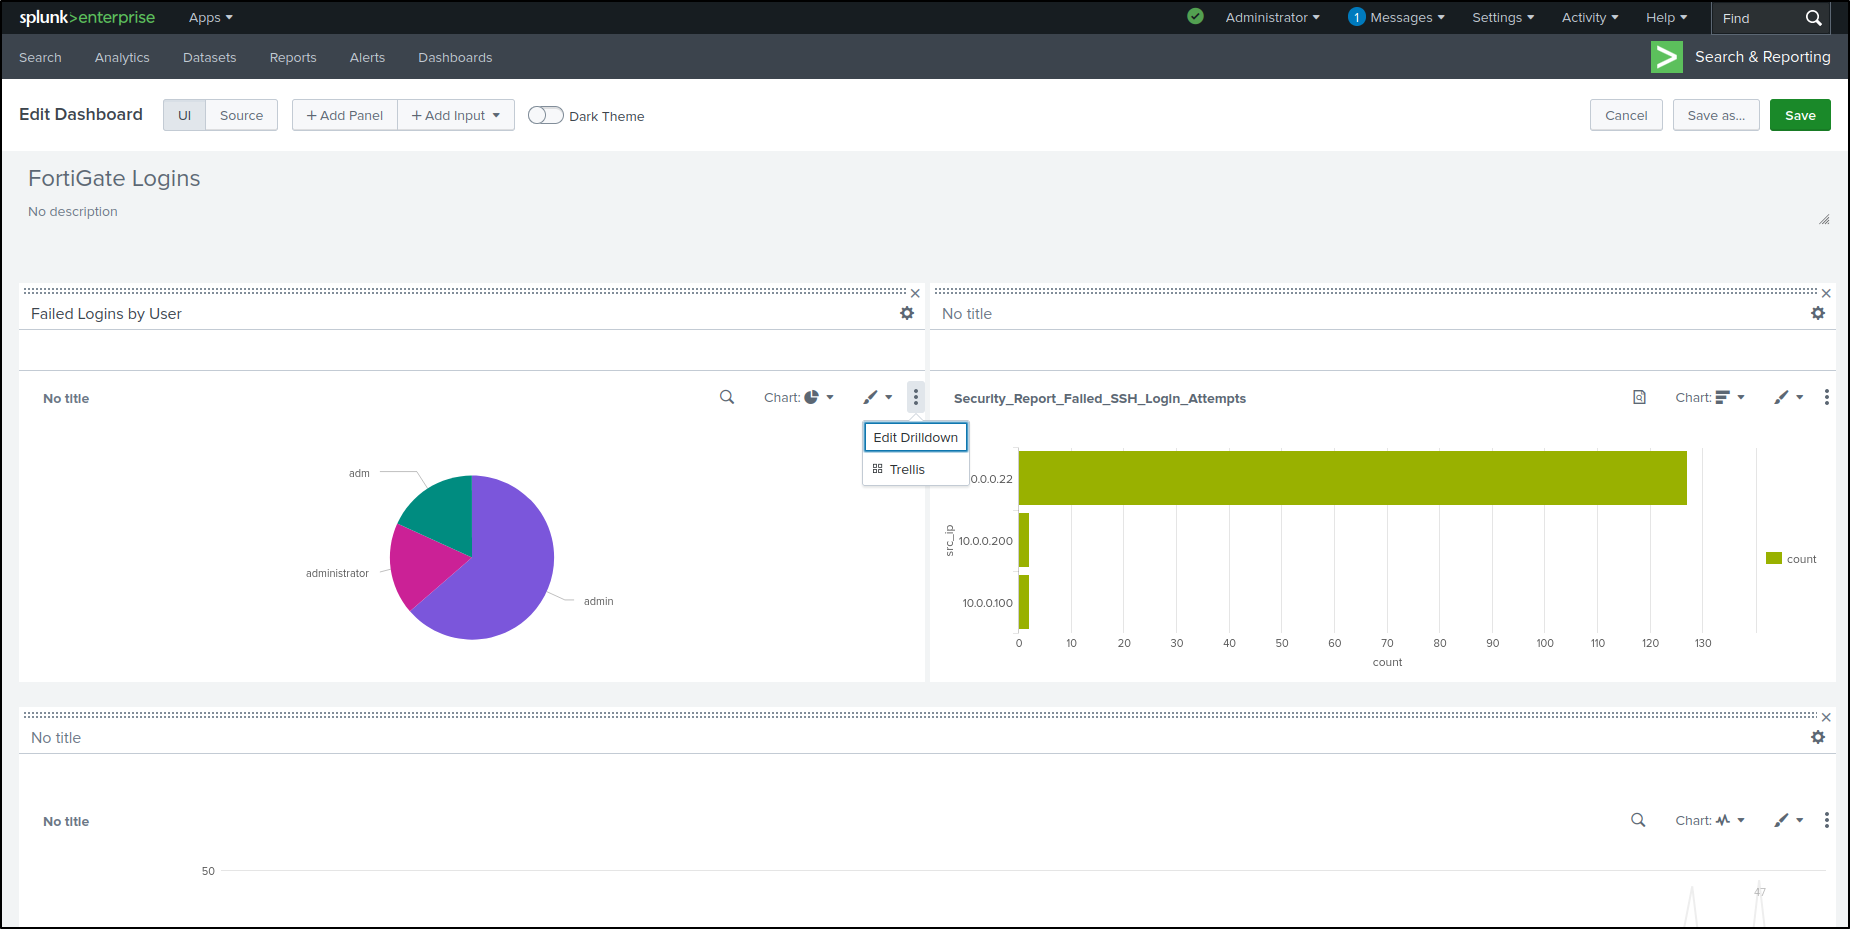 splunk>enterprise Apps Administrator 1 Messages Settings Activity Help Find
Search Analytics Datasets Reports Alerts Dashboards Search & Reporting
Edit Dashboard UI Source + Add Panel + Add Input Dark Theme Cancel Save as... Save
FortiGate Logins
No description
Failed Logins by User
No title
No title
Chart:
Edit Drilldown
Trellis
adm
administrator
admin
Security_Report_Failed_SSH_Login_Attempts
Chart:
0.0.0.22
10.0.0.200
10.0.0.100
src_ip
0 10 20 30 40 50 60 70 80 90 100 110 120 130
count
count
No title
No title
Chart:
50
47